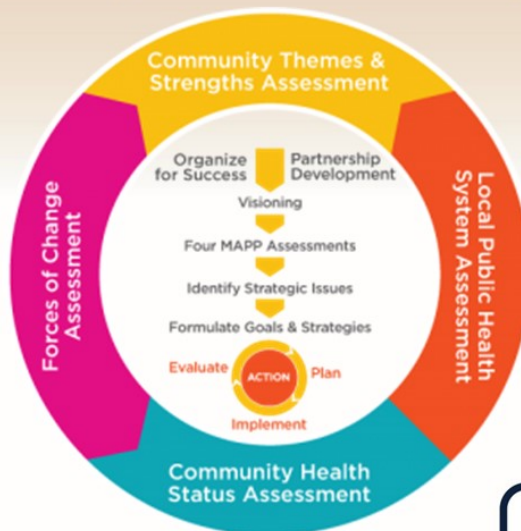 Community Themes &
Strengths Assessment
Organize
for Success
Partnership
Development
Visioning
Four MAPP Assessments
Identify Strategic Issues
Formulate Goals & Strategies
Evaluate
ACTION
Plan
Implement
Forces of Change
Assessment
Local Public Health
System Assessment
Community Health
Status Assessment